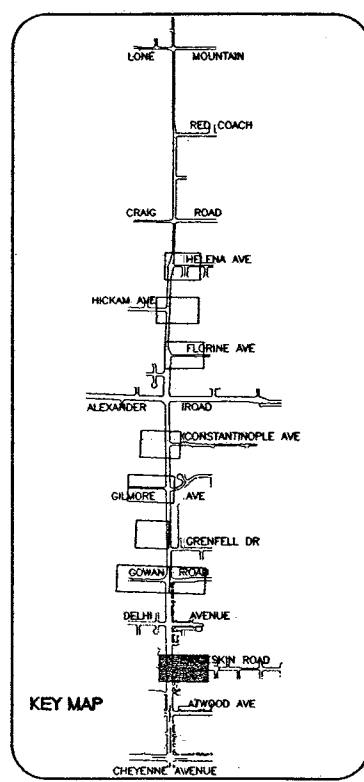 LONE MOUNTAIN
RED COACH
CRAIG ROAD
HELENA AVE
HICKAM AVE
FLORINE AVE
ALEXANDER ROAD
CONSTANTINOPLE AVE
GILMORE AVE
GRENFELL DR
GOWAN ROAD
DELHI AVENUE
SKIN ROAD
KEY MAP
ATWOOD AVE
CHEYENNE AVENUE